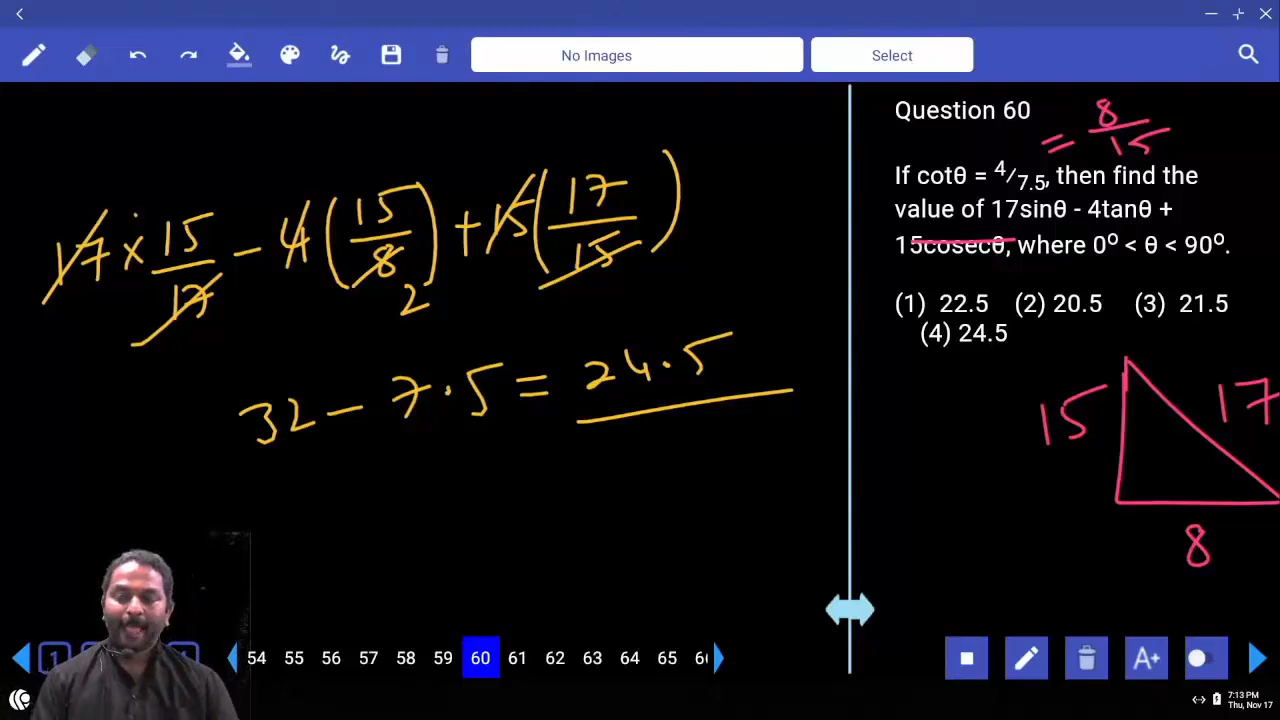 No Images
Select
Question 60
= 8/15
If cotθ = ⁴/₇.₅, then find the
value of 17sinθ - 4tanθ +
15cosecθ, where 0⁰ < θ < 90⁰.
(1) 22.5 (2) 20.5 (3) 21.5
(4) 24.5
17 × 15/17 - 4(15/8) + 15(17/15)
2
32 - 7.5 = 24.5
15
17
8
54 55 56 57 58 59 60 61 62 63 64 65
A+
7:13 PM
Thu, Nov 17